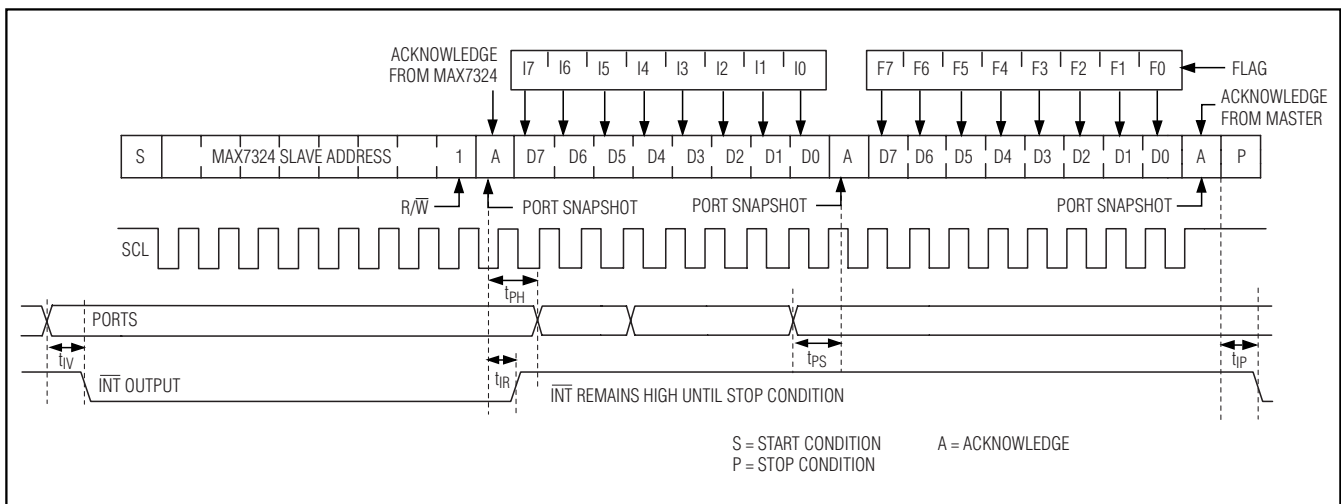 ACKNOWLEDGE
FROM MAX7324
I7 I6 I5 I4 I3 I2 I1 I0
F7 F6 F5 F4 F3 F2 F1 F0
FLAG
ACKNOWLEDGE
FROM MASTER
S MAX7324 SLAVE ADDRESS 1 A D7 D6 D5 D4 D3 D2 D1 D0 A D7 D6 D5 D4 D3 D2 D1 D0 A P
R/W̅ PORT SNAPSHOT PORT SNAPSHOT PORT SNAPSHOT
SCL
tPH
PORTS
tIV tIR tPS tIP
I̅N̅T̅ OUTPUT I̅N̅T̅ REMAINS HIGH UNTIL STOP CONDITION
S = START CONDITION A = ACKNOWLEDGE
P = STOP CONDITION